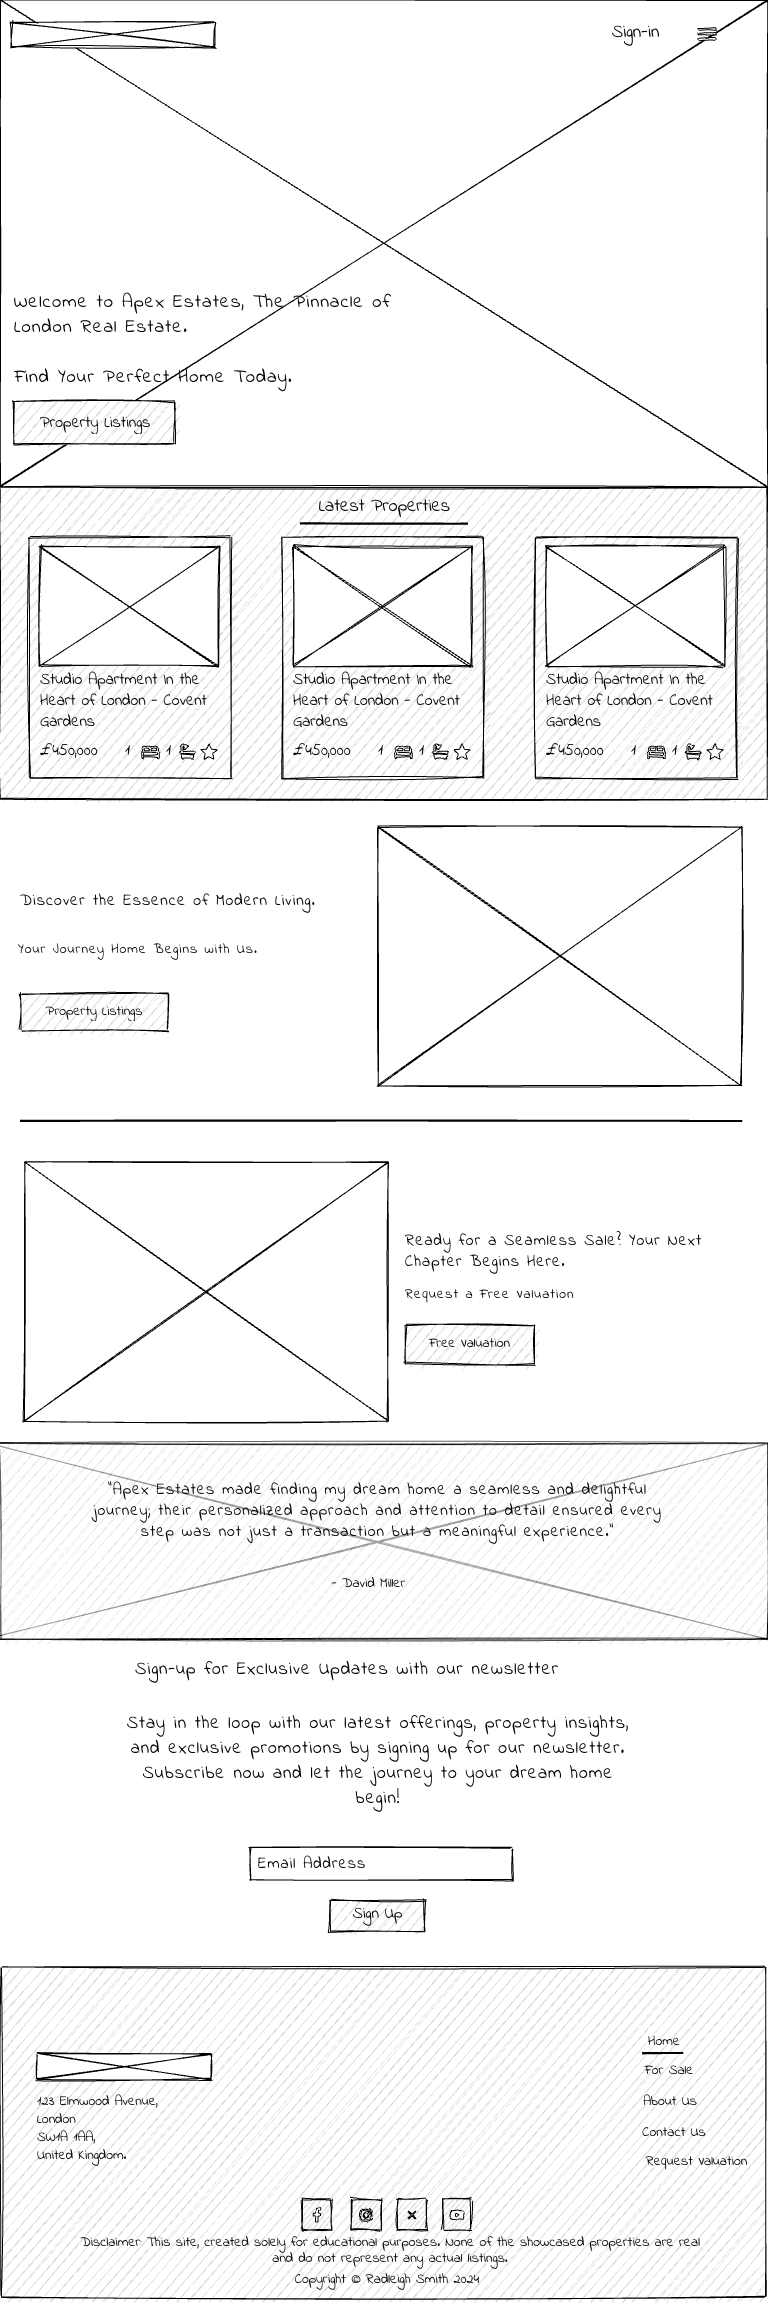 Sign-in
Welcome to Apex Estates, The Pinnacle of
London Real Estate.
Find Your Perfect Home Today.
Property Listings
Latest Properties
Studio Apartment in the
Heart of London - Covent
Gardens
£450,000 1 1
Studio Apartment in the
Heart of London - Covent
Gardens
£450,000 1 1
Studio Apartment in the
Heart of London - Covent
Gardens
£450,000 1 1
Discover the Essence of Modern Living.
Your Journey Home Begins with Us.
Property Listings
Ready for a Seamless Sale? Your Next
Chapter Begins Here.
Request a Free Valuation
Free Valuation
"Apex Estates made finding my dream home a seamless and delightful
journey; their personalized approach and attention to detail ensured every
step was not just a transaction but a meaningful experience."
- David Miller
Sign-up for Exclusive Updates with our newsletter
Stay in the loop with our latest offerings, property insights,
and exclusive promotions by signing up for our newsletter.
Subscribe now and let the journey to your dream home
begin!
Email Address
Sign Up
Home
For Sale
About Us
Contact Us
Request Valuation
123 Elmwood Avenue,
London
SW1A 1AA,
United Kingdom.
Disclaimer: This site, created solely for educational purposes. None of the showcased properties are real
and do not represent any actual listings.
Copyright © Radleigh Smith 2024